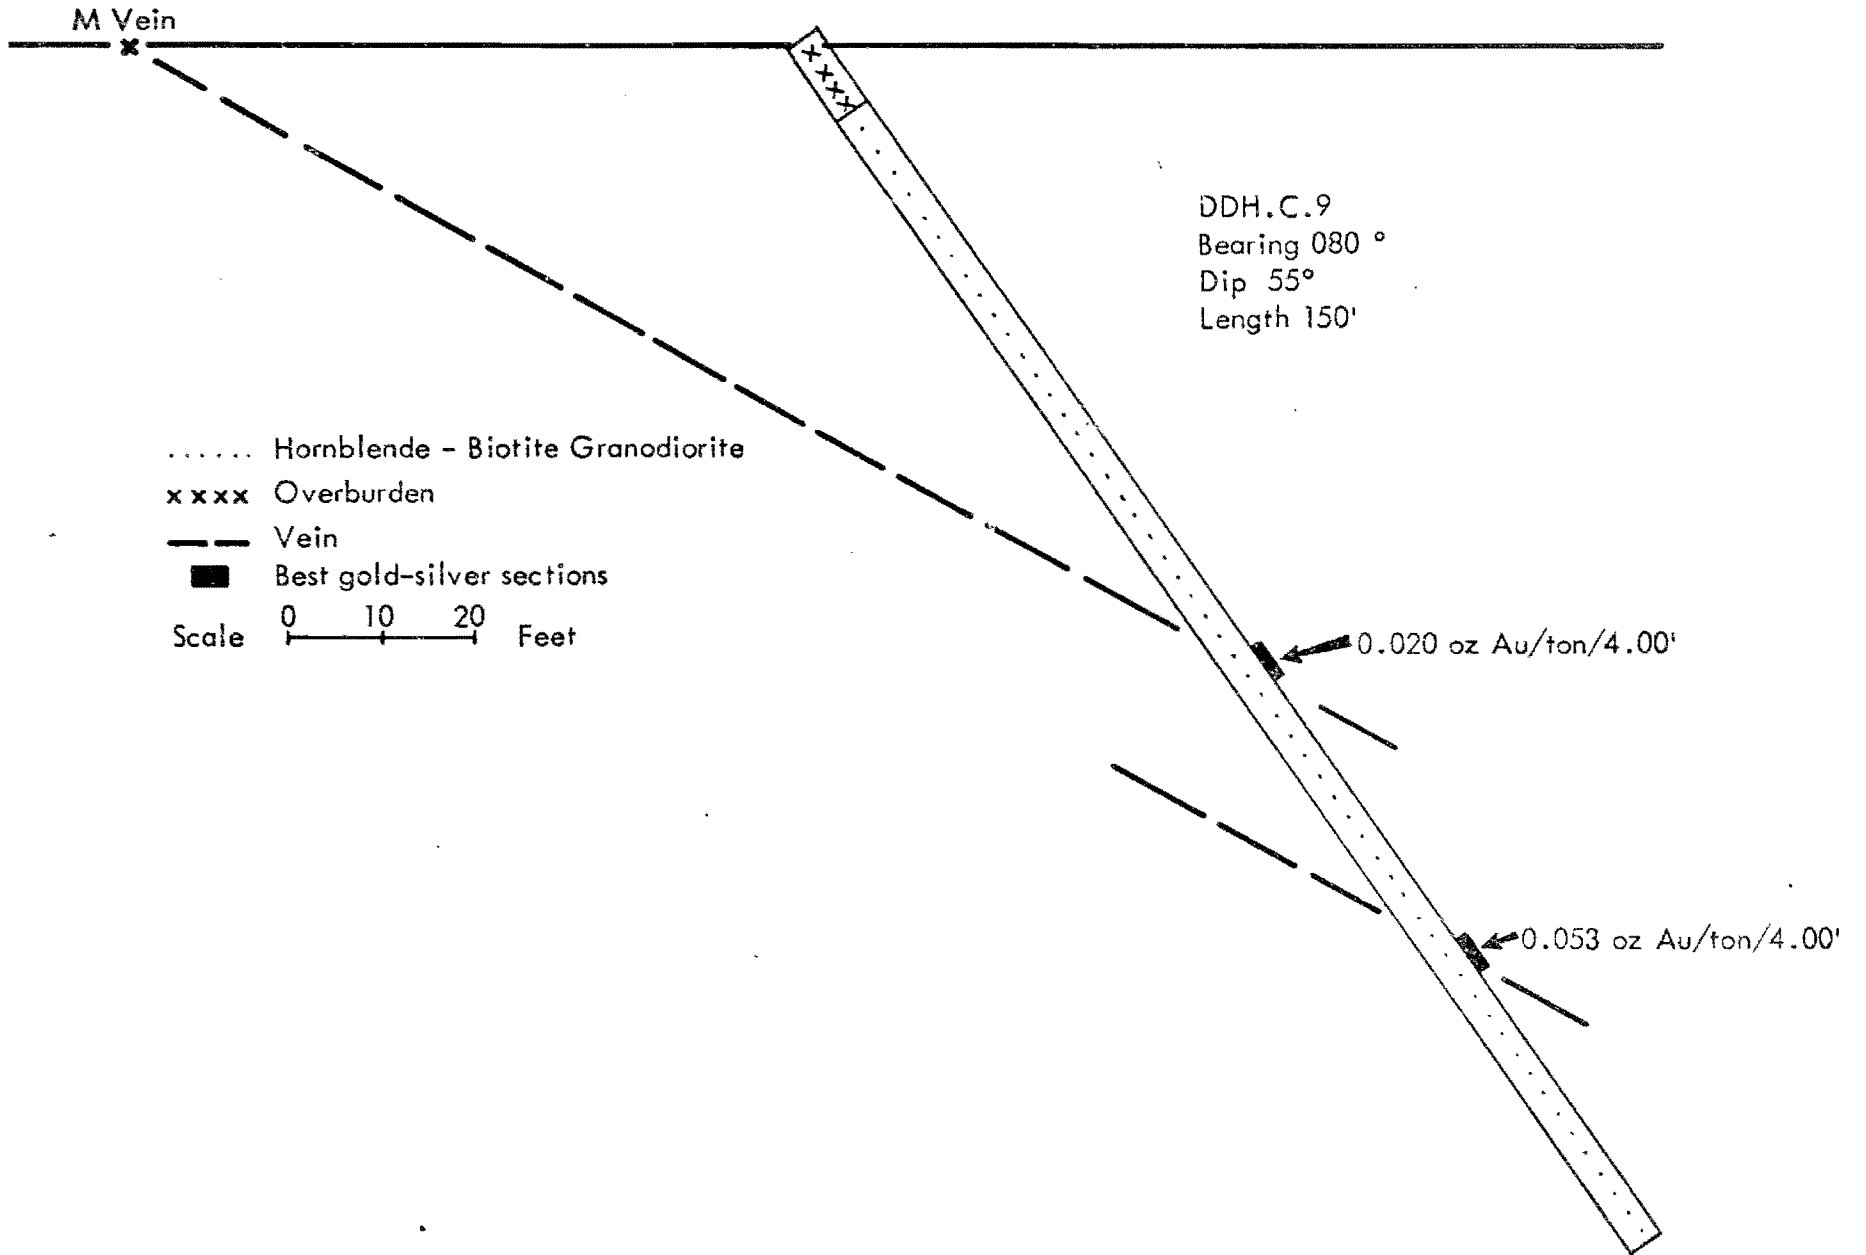 M Vein
DDH.C.9
Bearing 080 °
Dip 55°
Length 150'
..... Hornblende - Biotite Granodiorite
xxxx Overburden
Vein
Best gold-silver sections
0 10 20
Scale Feet
0.020 oz Au/ton/4.00'
0.053 oz Au/ton/4.00'